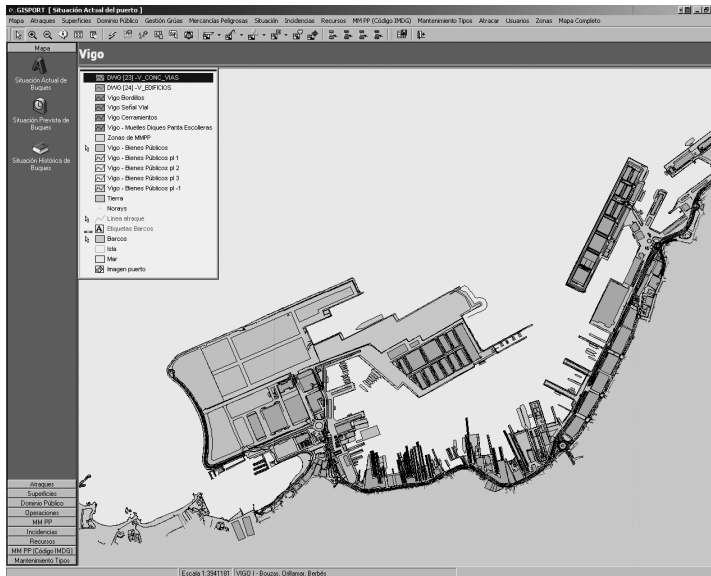 e.GISPORT [ Situación Actual del puerto ]
Mapa Ataques Superficies Dominio Público Gestión Grúas Mercancías Peligrosas Situación Incidencias Recursos MM PP (Código IMDG) Mantenimiento Tipos Atracar Usuarios Zonas Mapa Completo
Mapa
Situación Actual de
Buques
Situación Prevista de
Buques
Situación Histórica de
Buques
Vigo
DWG [23] -V_CONC_VIAS
DWG [24] -V_EDIFICIOS
Vigo Bordillos
Vigo Señal Vial
Vigo Cerramientos
Vigo - Muelles Diques Panta Escolleras
Zonas de MMPP
Vigo - Bienes Públicos
Vigo - Bienes Públicos pl 1
Vigo - Bienes Públicos pl 2
Vigo - Bienes Públicos pl 3
Vigo - Bienes Públicos pl -1
Tierra
Norays
Linea atraque
Etiquetas Barcos
Barcos
Isla
Mar
Imagen puerto
Atraques
Superficies
Dominio Público
Operaciones
MM PP
Incidencias
Recursos
MM PP (Código IMDG)
Mantenimiento Tipos
Escala 1:3941181 VIGO I - Bouzas, Orillamar, Berbés